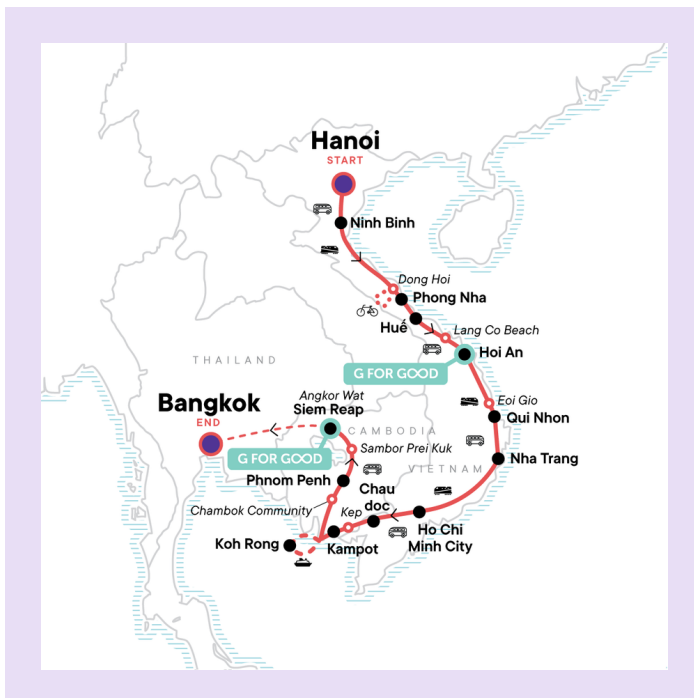 Hanoi
START
Ninh Binh
Dong Hoi
Phong Nha
Hué
Lang Co Beach
Hoi An
G FOR GOOD
THAILAND
Angkor Wat
Siem Reap
Bangkok
END
Eoi Gio
Qui Nhon
CAMBODIA
G FOR GOOD
Sambor Prei Kuk
Nha Trang
VIETNAM
Phnom Penh
Chau
doc
Chambok Community
Kep
Ho Chi
Minh City
Koh Rong
Kampot